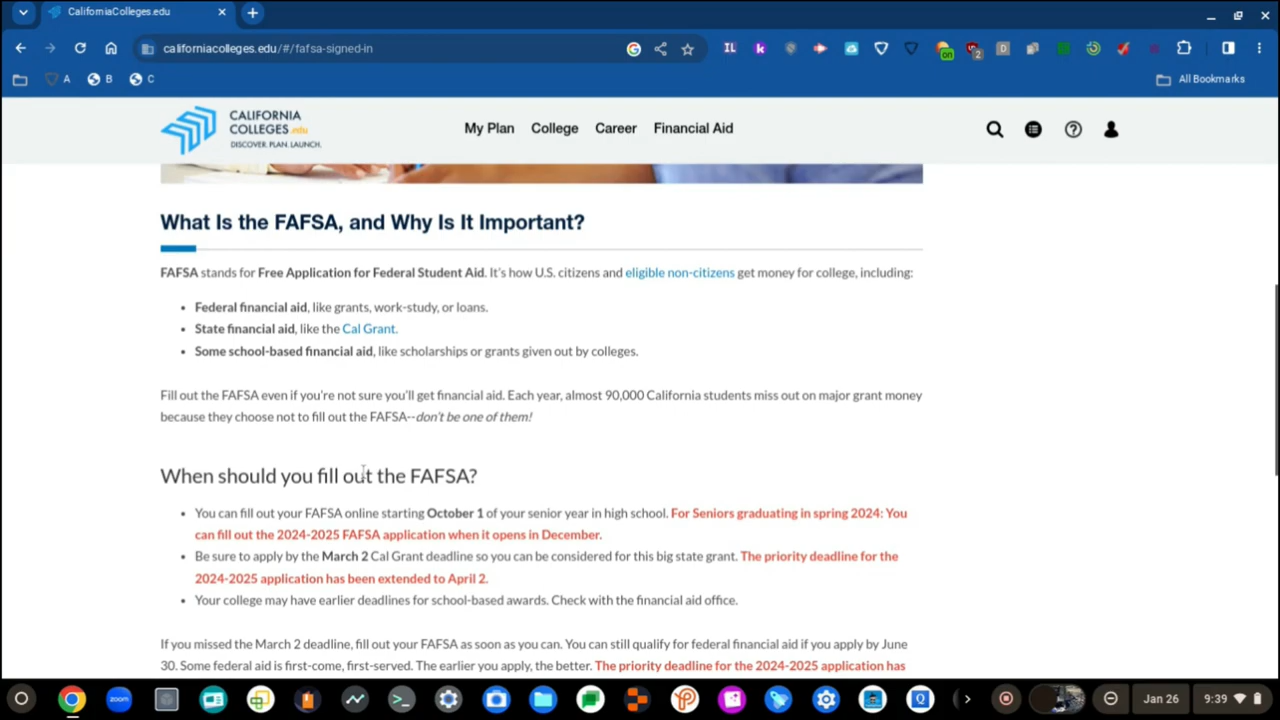 CaliforniaColleges.edu
californiacolleges.edu/#/fafsa-signed-in
IL
k
on
2
D
A
B
C
All Bookmarks
CALIFORNIA
COLLEGES.edu
DISCOVER. PLAN. LAUNCH.
My Plan
College
Career
Financial Aid
What Is the FAFSA, and Why Is It Important?
FAFSA stands for Free Application for Federal Student Aid. It's how U.S. citizens and eligible non-citizens get money for college, including:
• Federal financial aid, like grants, work-study, or loans.
• State financial aid, like the Cal Grant.
• Some school-based financial aid, like scholarships or grants given out by colleges.
Fill out the FAFSA even if you're not sure you'll get financial aid. Each year, almost 90,000 California students miss out on major grant money
because they choose not to fill out the FAFSA--don't be one of them!
When should you fill out the FAFSA?
• You can fill out your FAFSA online starting October 1 of your senior year in high school. For Seniors graduating in spring 2024: You
can fill out the 2024-2025 FAFSA application when it opens in December.
• Be sure to apply by the March 2 Cal Grant deadline so you can be considered for this big state grant. The priority deadline for the
2024-2025 application has been extended to April 2.
• Your college may have earlier deadlines for school-based awards. Check with the financial aid office.
If you missed the March 2 deadline, fill out your FAFSA as soon as you can. You can still qualify for federal financial aid if you apply by June
30. Some federal aid is first-come, first-served. The earlier you apply, the better. The priority deadline for the 2024-2025 application has
zoom
Q
Jan 26
9:39